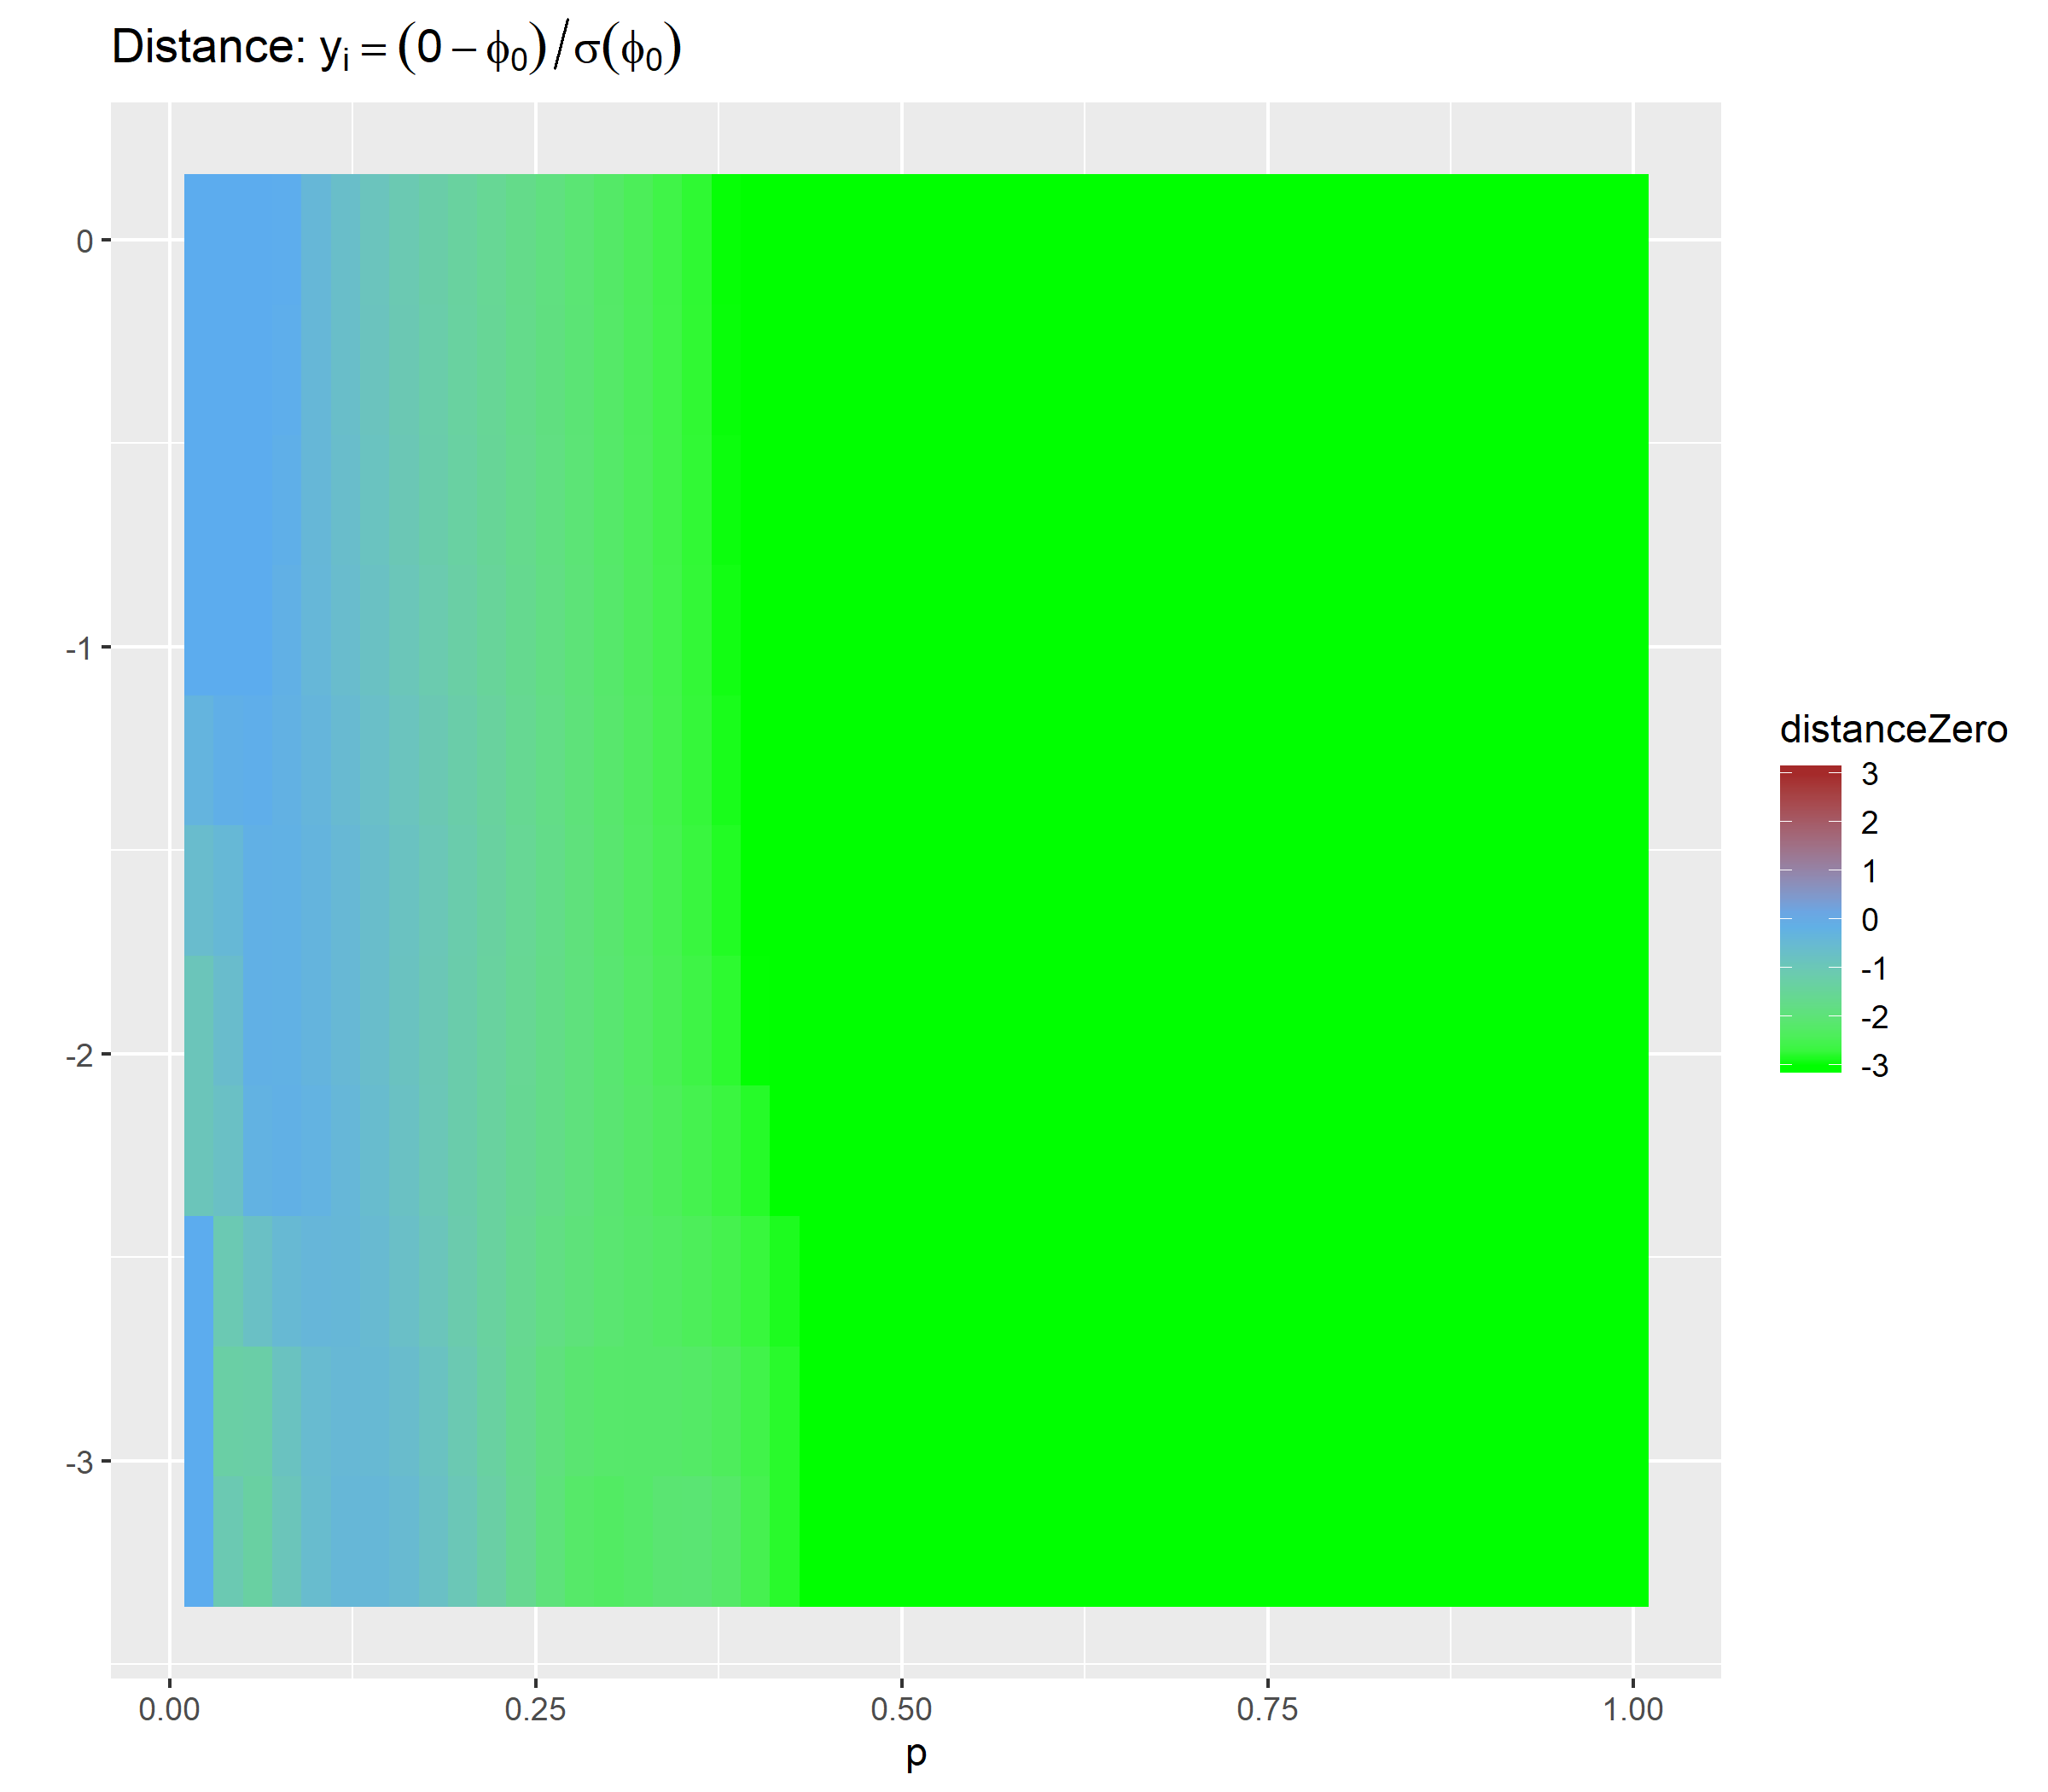 Distance: yᵢ = (0 − ϕ₀)/σ(ϕ₀)
0
-1
-2
-3
0.00 0.25 0.50 0.75 1.00
p
distanceZero
3
2
1
0
-1
-2
-3